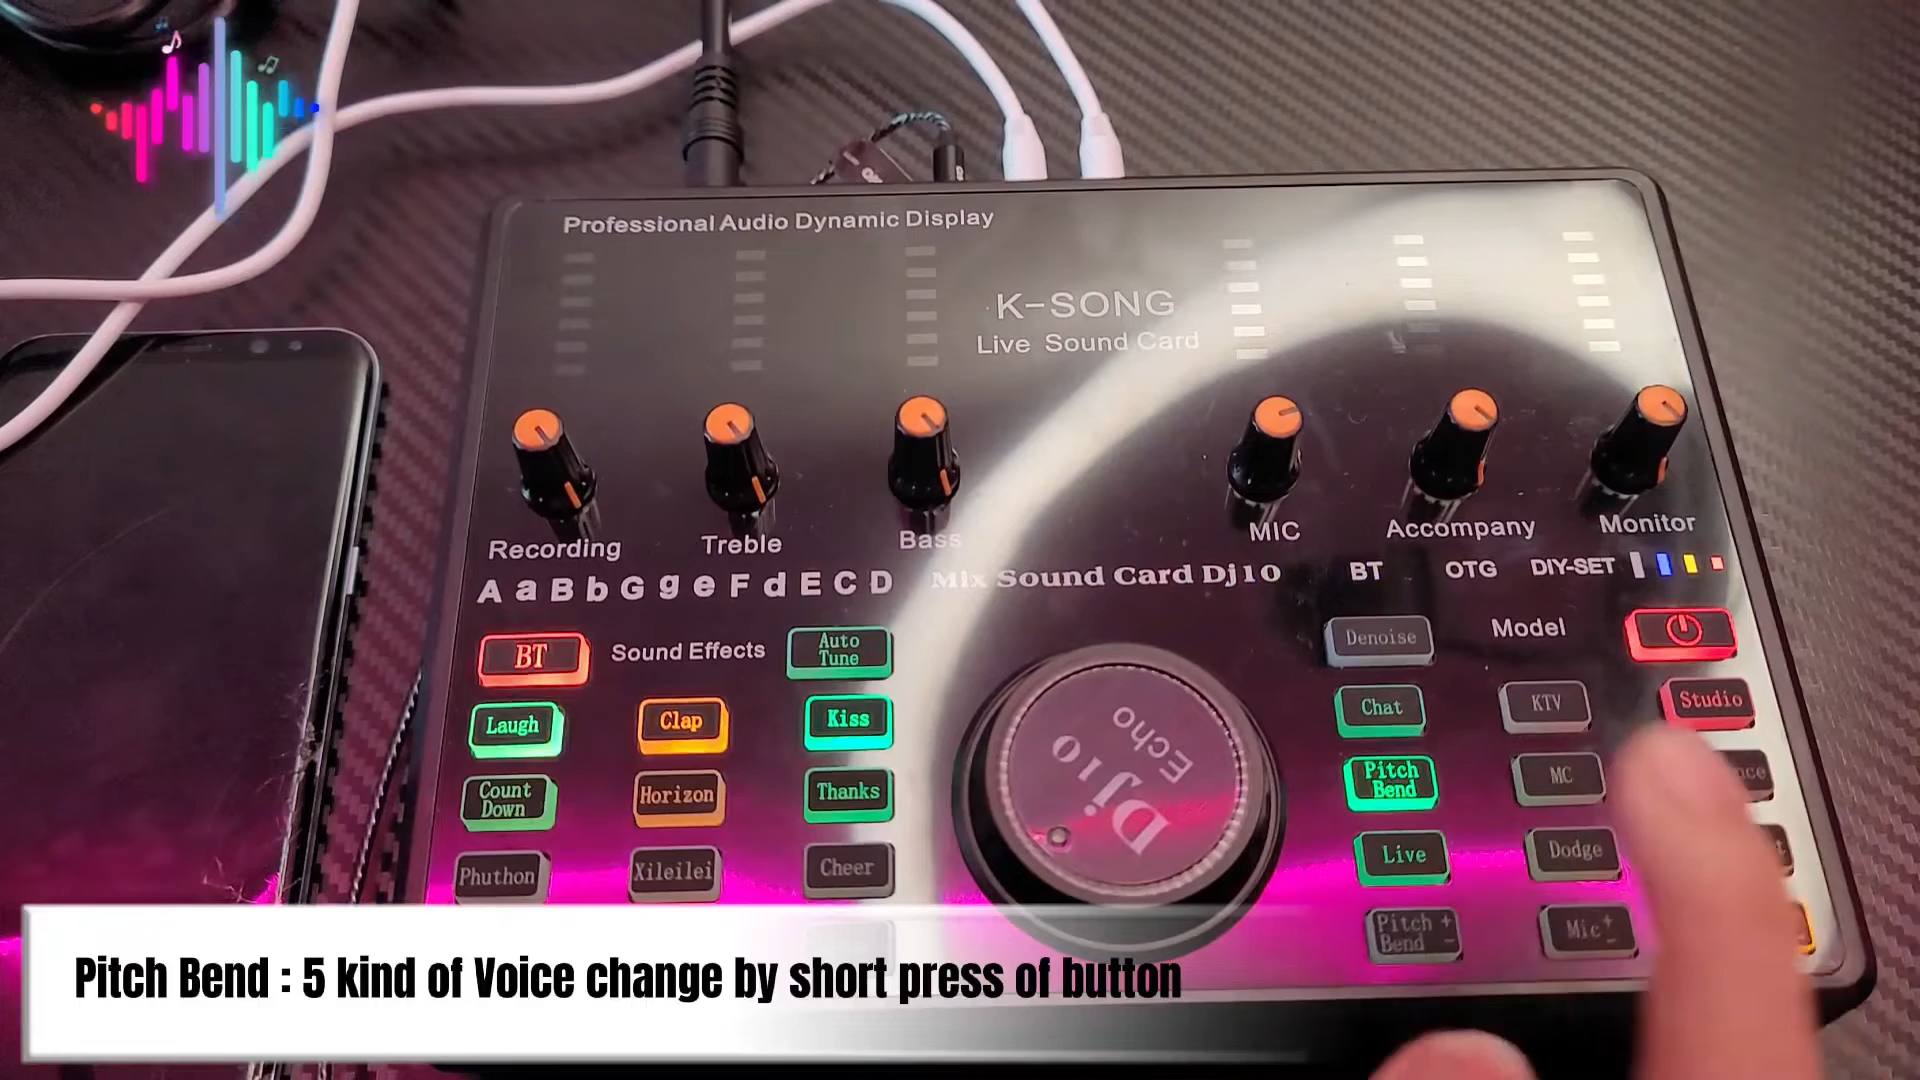 Professional Audio Dynamic Display
K-SONG
Live Sound Card
Recording
Treble
Bass
MIC
Accompany
Monitor
A a B b G g e F d E C D
Mix Sound Card Dj10
BT
OTG
DIY-SET
BT
Sound Effects
Auto
Tune
Denoise
Model
Laugh
Clap
Kiss
Dj10
Echo
Chat
KTV
Studio
Count
Down
Horizon
Thanks
Pitch
Bend
MC
Phuthon
Xileilei
Cheer
Live
Dodge
Pitch +
Bend -
Mic + -
Pitch Bend : 5 kind of Voice change by short press of button